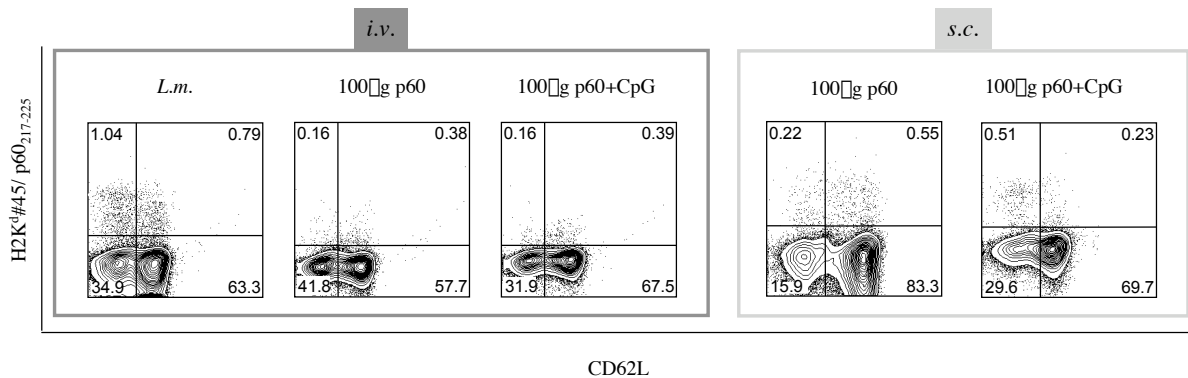 i.v. s.c.
L.m. 100□g p60 100□g p60+CpG 100□g p60 100□g p60+CpG
1.04 0.79 0.16 0.38 0.16 0.39 0.22 0.55 0.51 0.23
34.9 63.3 41.8 57.7 31.9 67.5 15.9 83.3 29.6 69.7
H2Kd#45/ p60217-225
CD62L